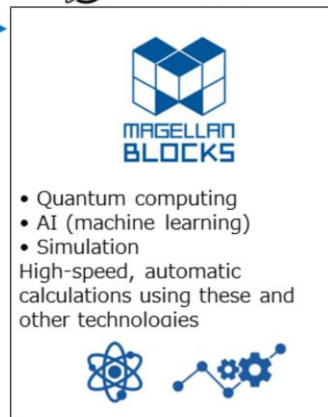 MAGELLAN
BLOCKS
• Quantum computing
• AI (machine learning)
• Simulation
High-speed, automatic
calculations using these and
other technologies